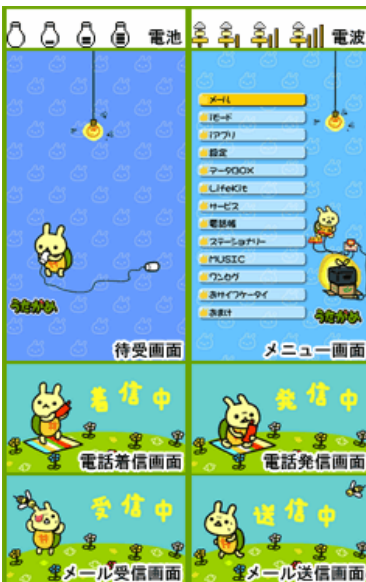 電池
電波
うたがめ
待受画面
メール
iモード
iアプリ
設定
データBOX
LifeKit
サービス
電話帳
ステーショナリー
MUSIC
ワンセグ
おサイフケータイ
おまけ
うたがめ
メニュー画面
着信中
電話着信画面
発信中
電話発信画面
受信中
メール受信画面
送信中
メール送信画面